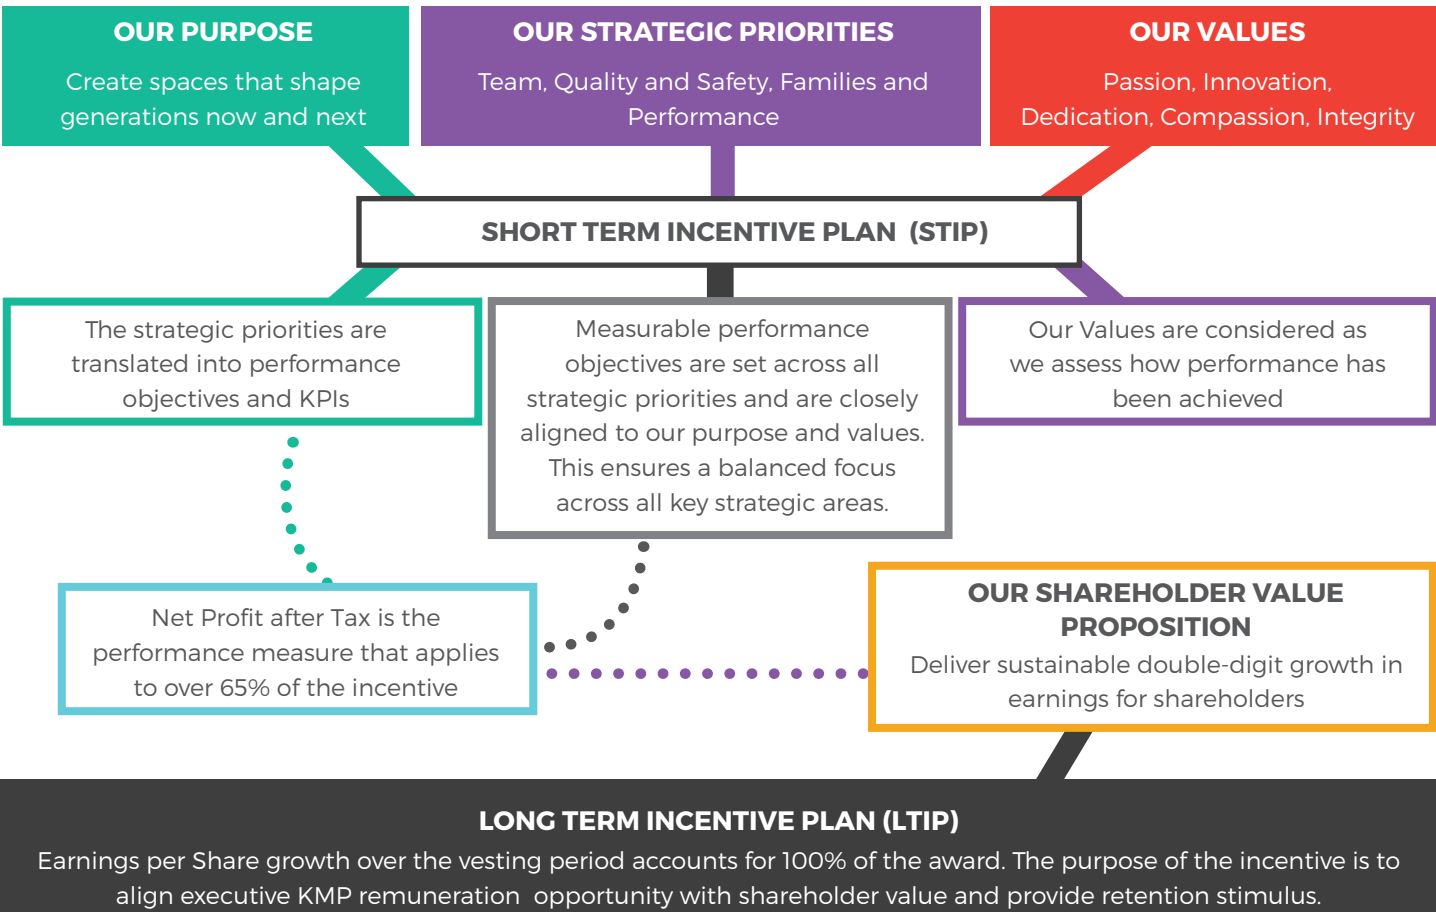 OUR PURPOSE
Create spaces that shape
generations now and next
OUR STRATEGIC PRIORITIES
Team, Quality and Safety, Families and
Performance
OUR VALUES
Passion, Innovation,
Dedication, Compassion, Integrity
SHORT TERM INCENTIVE PLAN (STIP)
The strategic priorities are
translated into performance
objectives and KPIs
Measurable performance
objectives are set across all
strategic priorities and are closely
aligned to our purpose and values.
This ensures a balanced focus
across all key strategic areas.
Our Values are considered as
we assess how performance has
been achieved
Net Profit after Tax is the
performance measure that applies
to over 65% of the incentive
OUR SHAREHOLDER VALUE
PROPOSITION
Deliver sustainable double-digit growth in
earnings for shareholders
LONG TERM INCENTIVE PLAN (LTIP)
Earnings per Share growth over the vesting period accounts for 100% of the award. The purpose of the incentive is to
align executive KMP remuneration opportunity with shareholder value and provide retention stimulus.